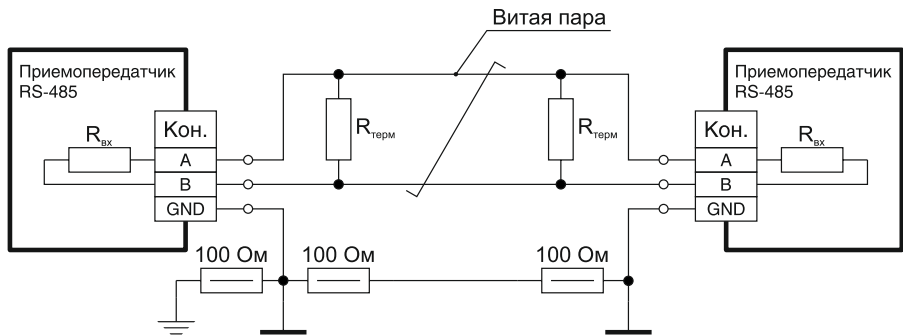 Витая пара
Приемопередатчик
RS-485
Rвх
Кон.
A
B
GND
Rтерм
Rтерм
Приемопередатчик
RS-485
Кон.
A
B
GND
Rвх
100 Ом
100 Ом
100 Ом